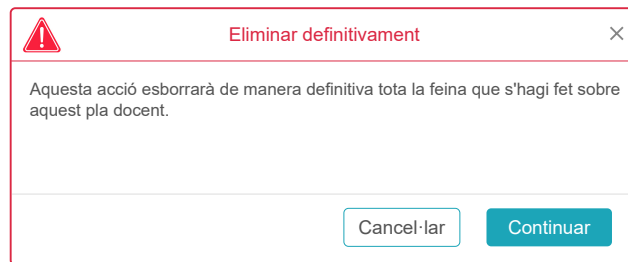 Eliminar definitivament
Aquesta acció esborrarà de manera definitiva tota la feina que s'hagi fet sobre
aquest pla docent.
Cancel·lar
Continuar